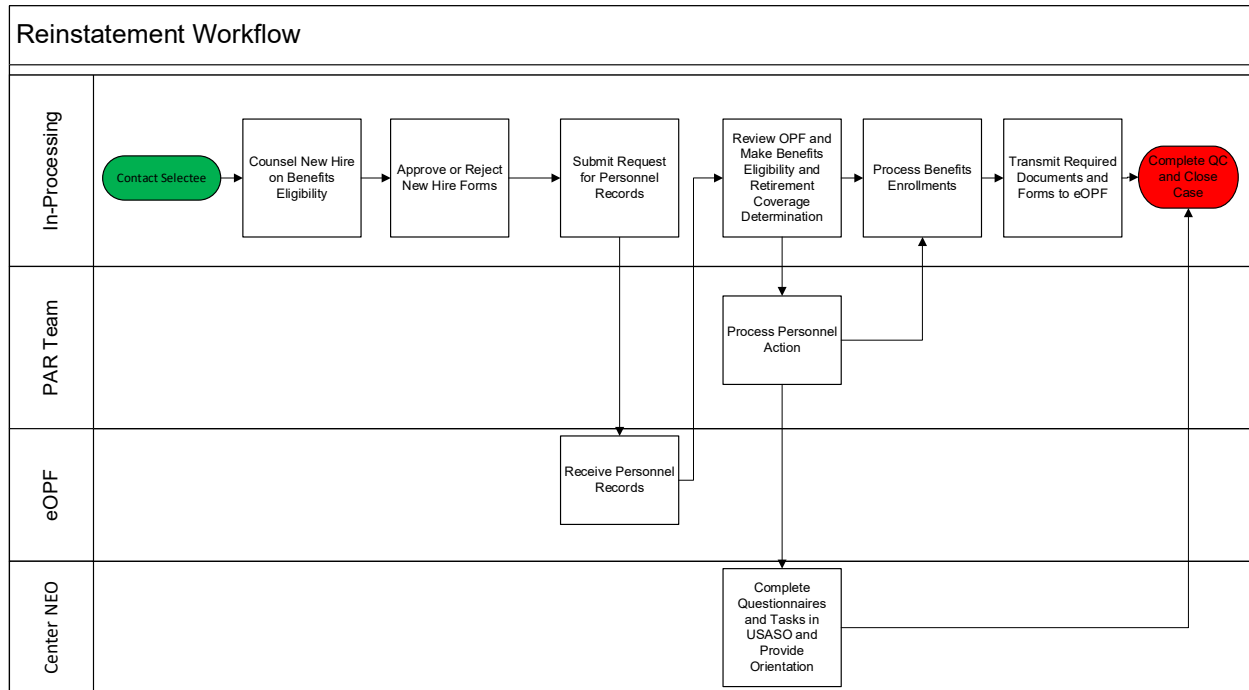 Reinstatement Workflow
In-Processing
Contact Selectee
Counsel New Hire
on Benefits
Eligibility
Approve or Reject
New Hire Forms
Submit Request
for Personnel
Records
Review OPF and
Make Benefits
Eligibility and
Retirement
Coverage
Determination
Process Benefits
Enrollments
Transmit Required
Documents and
Forms to eOPF
Complete QC
and Close
Case
PAR Team
Process Personnel
Action
eOPF
Receive Personnel
Records
Center NEO
Complete
Questionnaires
and Tasks in
USASO and
Provide
Orientation